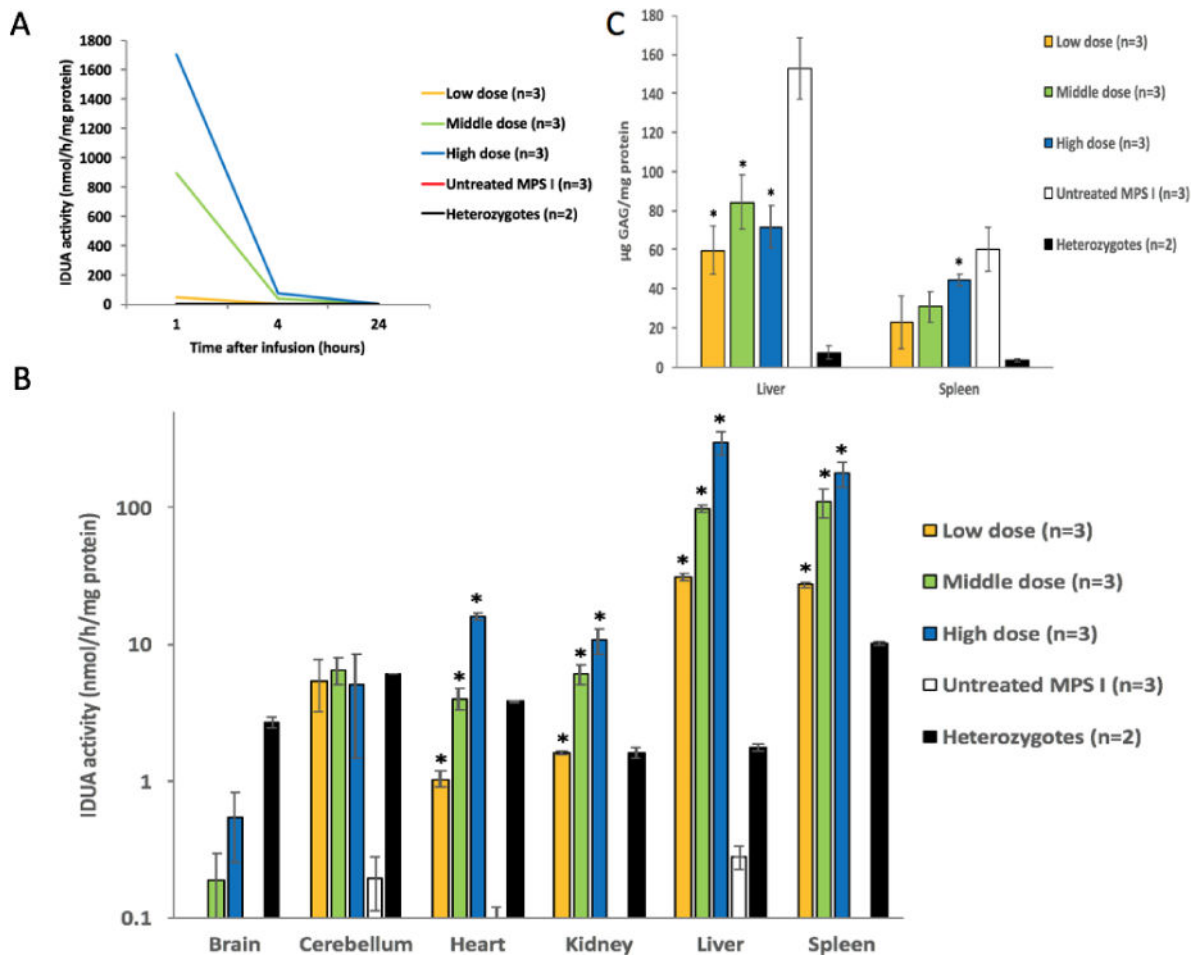 A
IDUA activity (nmol/h/mg protein)
1800
1600
1400
1200
1000
800
600
400
200
0
1 4 24
Time after infusion (hours)
Low dose (n=3)
Middle dose (n=3)
High dose (n=3)
Untreated MPS I (n=3)
Heterozygotes (n=2)
C
µg GAG/mg protein
180
160
140
120
100
80
60
40
20
0
* * * *
Liver Spleen
Low dose (n=3)
Middle dose (n=3)
High dose (n=3)
Untreated MPS I (n=3)
Heterozygotes (n=2)
B
IDUA activity (nmol/h/mg protein)
100
10
1
0.1
* * * * * * * * * * * *
Brain Cerebellum Heart Kidney Liver Spleen
Low dose (n=3)
Middle dose (n=3)
High dose (n=3)
Untreated MPS I (n=3)
Heterozygotes (n=2)